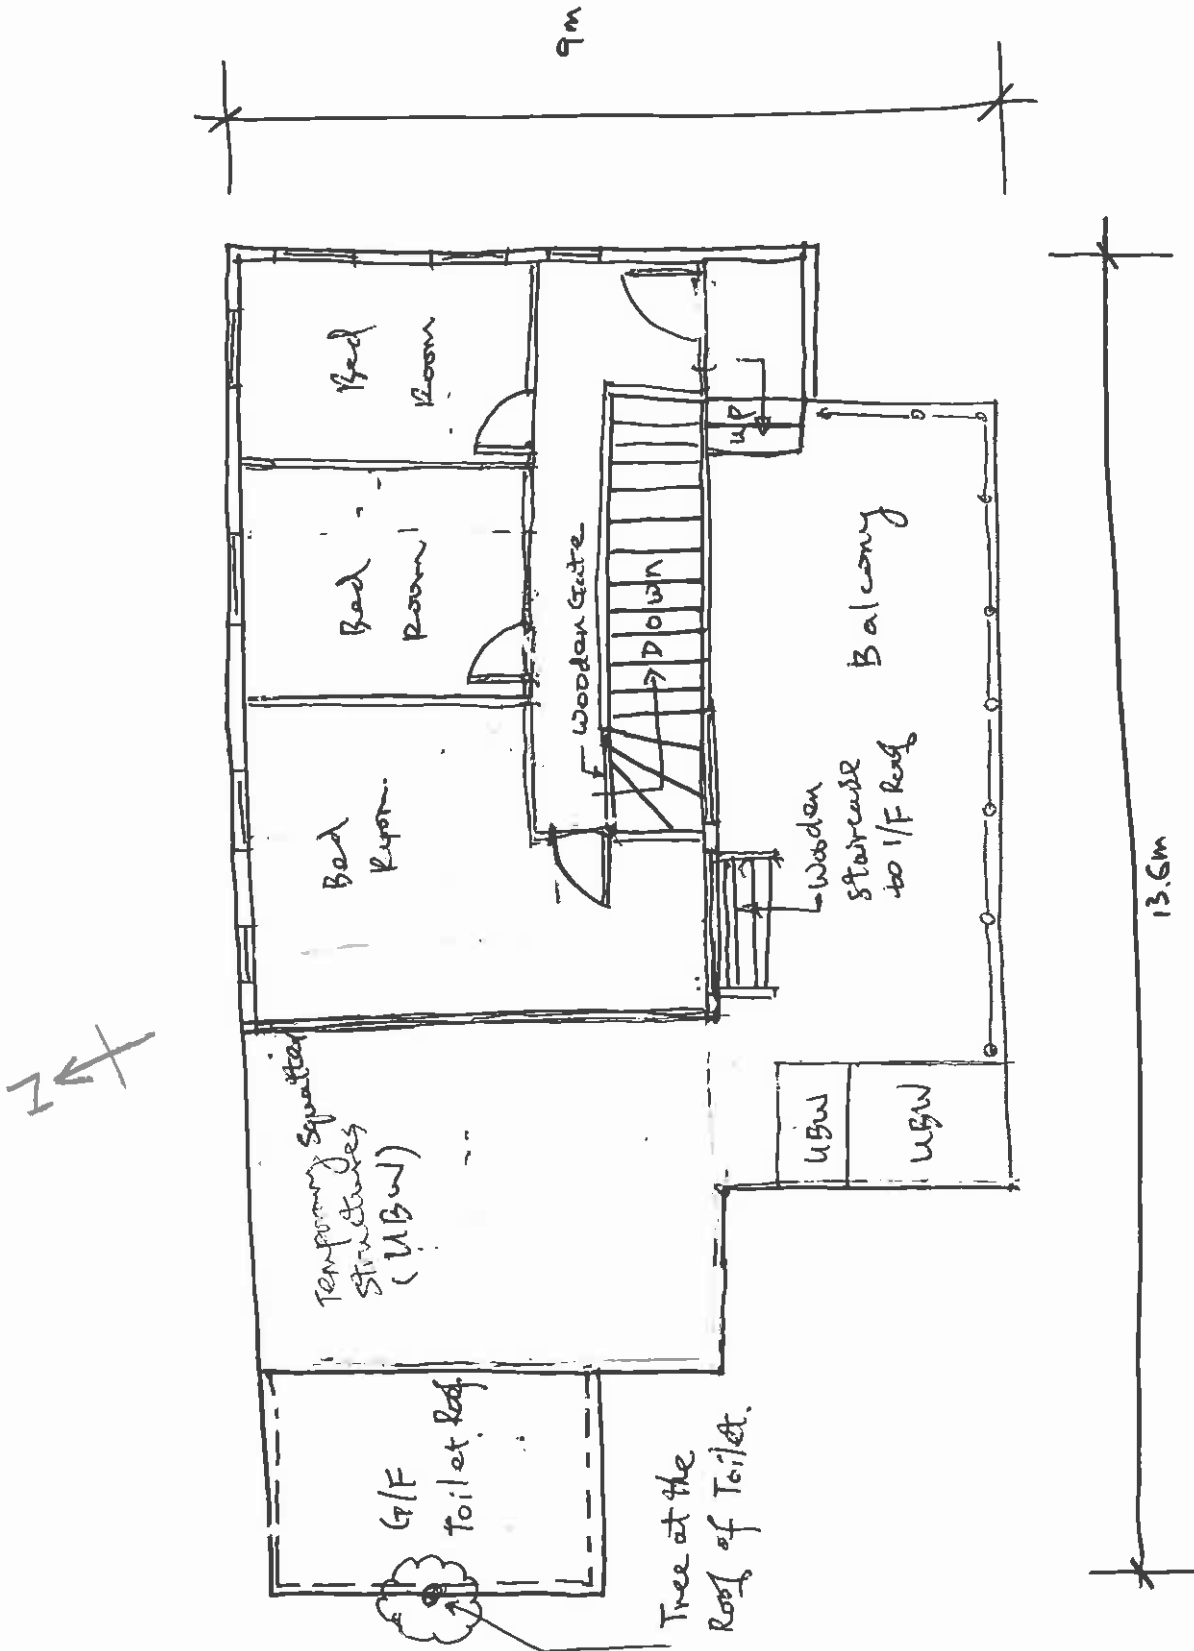 9m
13.6m
Bed
Room
Bed
Room
Bed
Room
Wooden Gate
DOWN
UP
Balcony
Wooden
Staircase
to 1/F Roof
UBW
UBW
Temporary Squatter
Structures
(UBW)
G/F
Toilet Roof
Tree at the
Roof of Toilet.
N